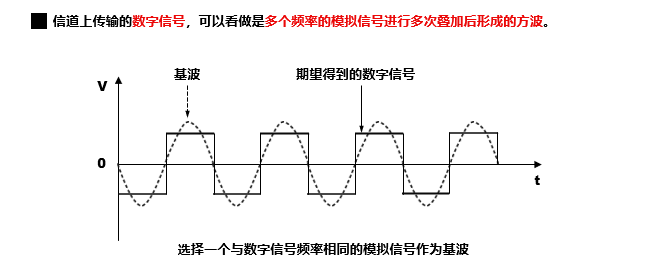 信道上传输的数字信号，可以看做是多个频率的模拟信号进行多次叠加后形成的方波。
基波
期望得到的数字信号
V
0
t
选择一个与数字信号频率相同的模拟信号作为基波